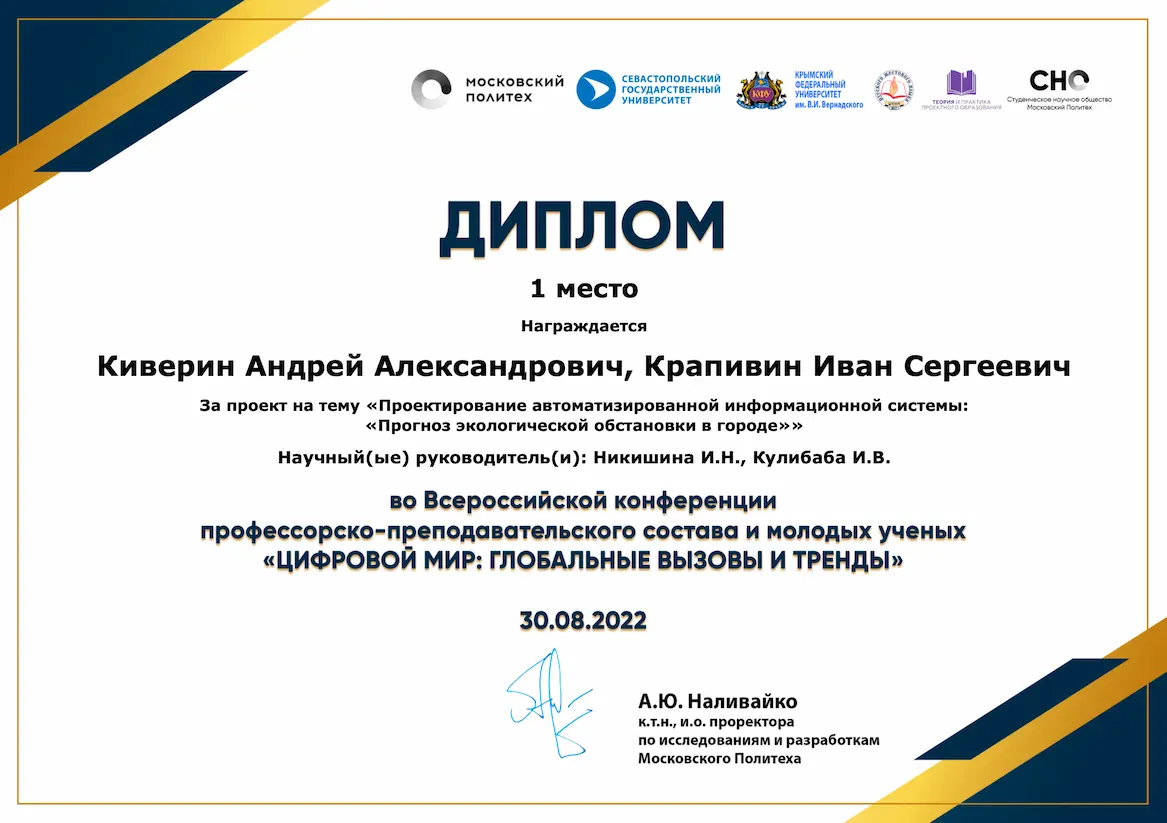 МОСКОВСКИЙ
ПОЛИТЕХ
СЕВАСТОПОЛЬСКИЙ
ГОСУДАРСТВЕННЫЙ
УНИВЕРСИТЕТ
КФУ
КРЫМСКИЙ
ФЕДЕРАЛЬНЫЙ
УНИВЕРСИТЕТ
им. В.И. Вернадского
РУССКОГО ЖЕСТОВОГО ЯЗЫКА
ТЕОРИЯ И ПРАКТИКА
ПРОЕКТНОГО ОБРАЗОВАНИЯ
СНО
Студенческое научное общество
Московский Политех
ДИПЛОМ
1 место
Награждается
Киверин Андрей Александрович, Крапивин Иван Сергеевич
За проект на тему «Проектирование автоматизированной информационной системы:
«Прогноз экологической обстановки в городе»»
Научный(ые) руководитель(и): Никишина И.Н., Кулибаба И.В.
во Всероссийской конференции
профессорско-преподавательского состава и молодых ученых
«ЦИФРОВОЙ МИР: ГЛОБАЛЬНЫЕ ВЫЗОВЫ И ТРЕНДЫ»
30.08.2022
А.Ю. Наливайко
к.т.н., и.о. проректора
по исследованиям и разработкам
Московского Политеха